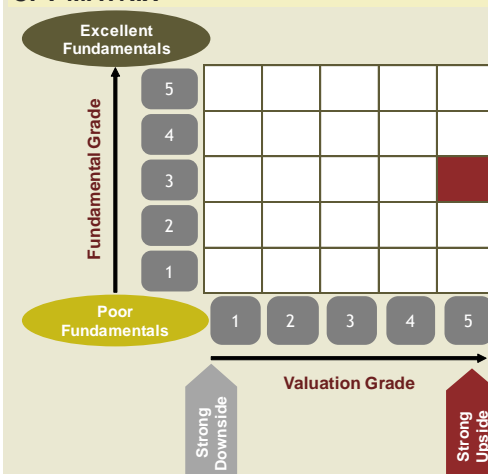 Excellent
Fundamentals
Fundamental Grade
5
4
3
2
1
Poor
Fundamentals
1
2
3
4
5
Valuation Grade
Strong
Downside
Strong
Upside